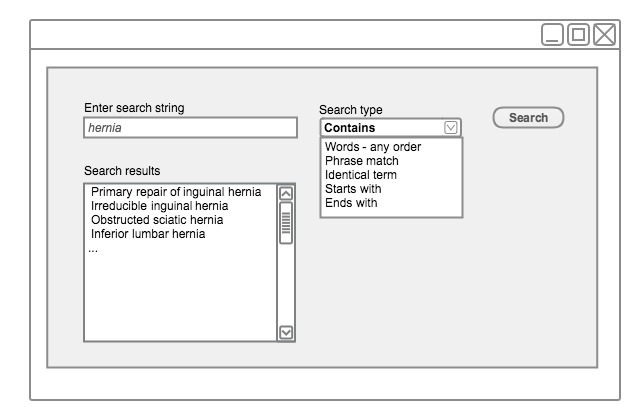 Enter search string
hernia
Search type
Contains
Words - any order
Phrase match
Identical term
Starts with
Ends with
Search
Search results
Primary repair of inguinal hernia
Irreducible inguinal hernia
Obstructed sciatic hernia
Inferior lumbar hernia
...